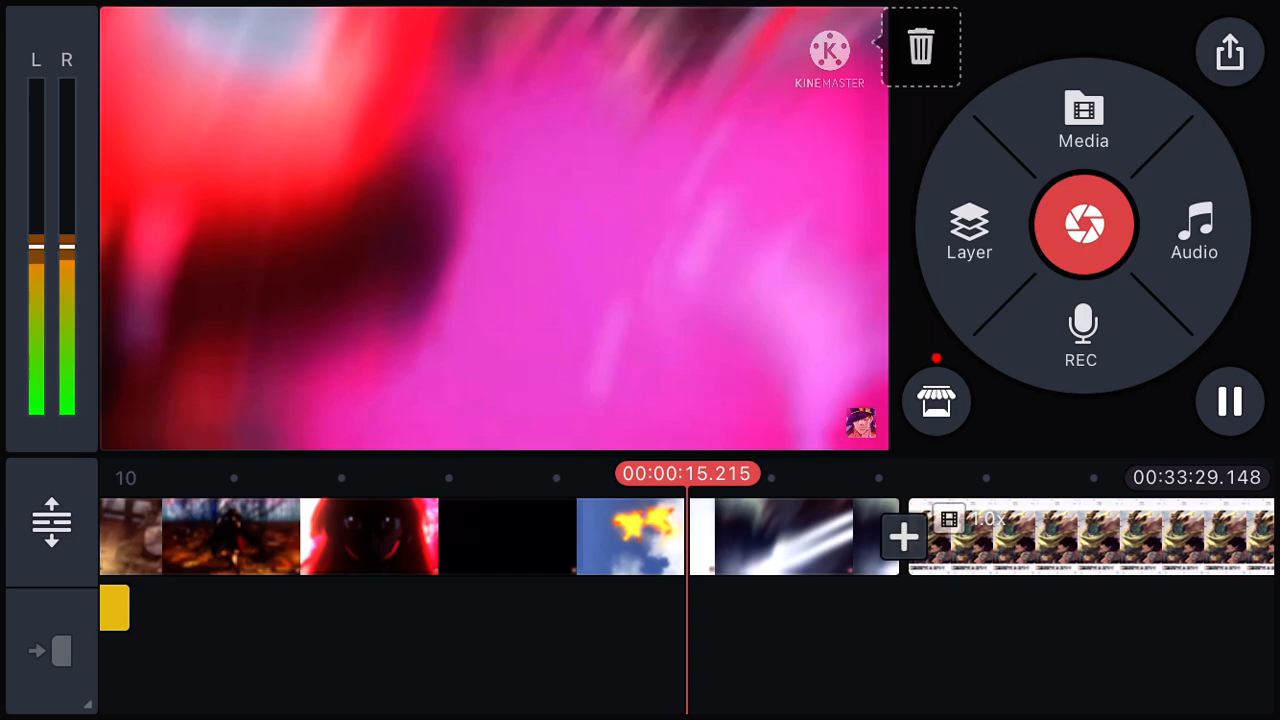 L R
KINEMASTER
Media
Layer
Audio
REC
10
00:00:15.215
00:33:29.148
1.0x